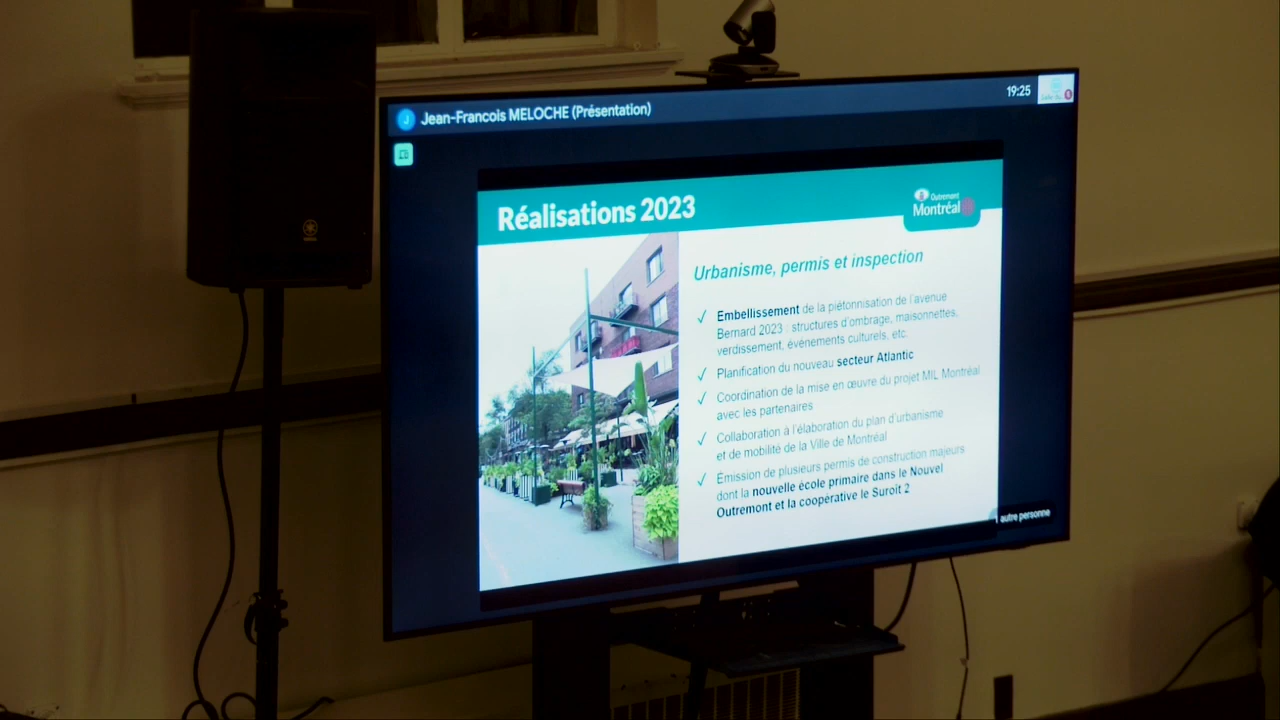 Jean-Francois MELOCHE (Présentation)
19:25
Réalisations 2023
Outremont
Montréal
Urbanisme, permis et inspection
✓ Embellissement de la piétonnisation de l'avenue
Bernard 2023 : structures d'ombrage, maisonnettes,
verdissement, événements culturels, etc.
✓ Planification du nouveau secteur Atlantic
✓ Coordination de la mise en œuvre du projet MIL Montréal
avec les partenaires
✓ Collaboration à l'élaboration du plan d'urbanisme
et de mobilité de la Ville de Montréal
✓ Émission de plusieurs permis de construction majeurs
dont la nouvelle école primaire dans le Nouvel
Outremont et la coopérative le Suroît 2
autre personne